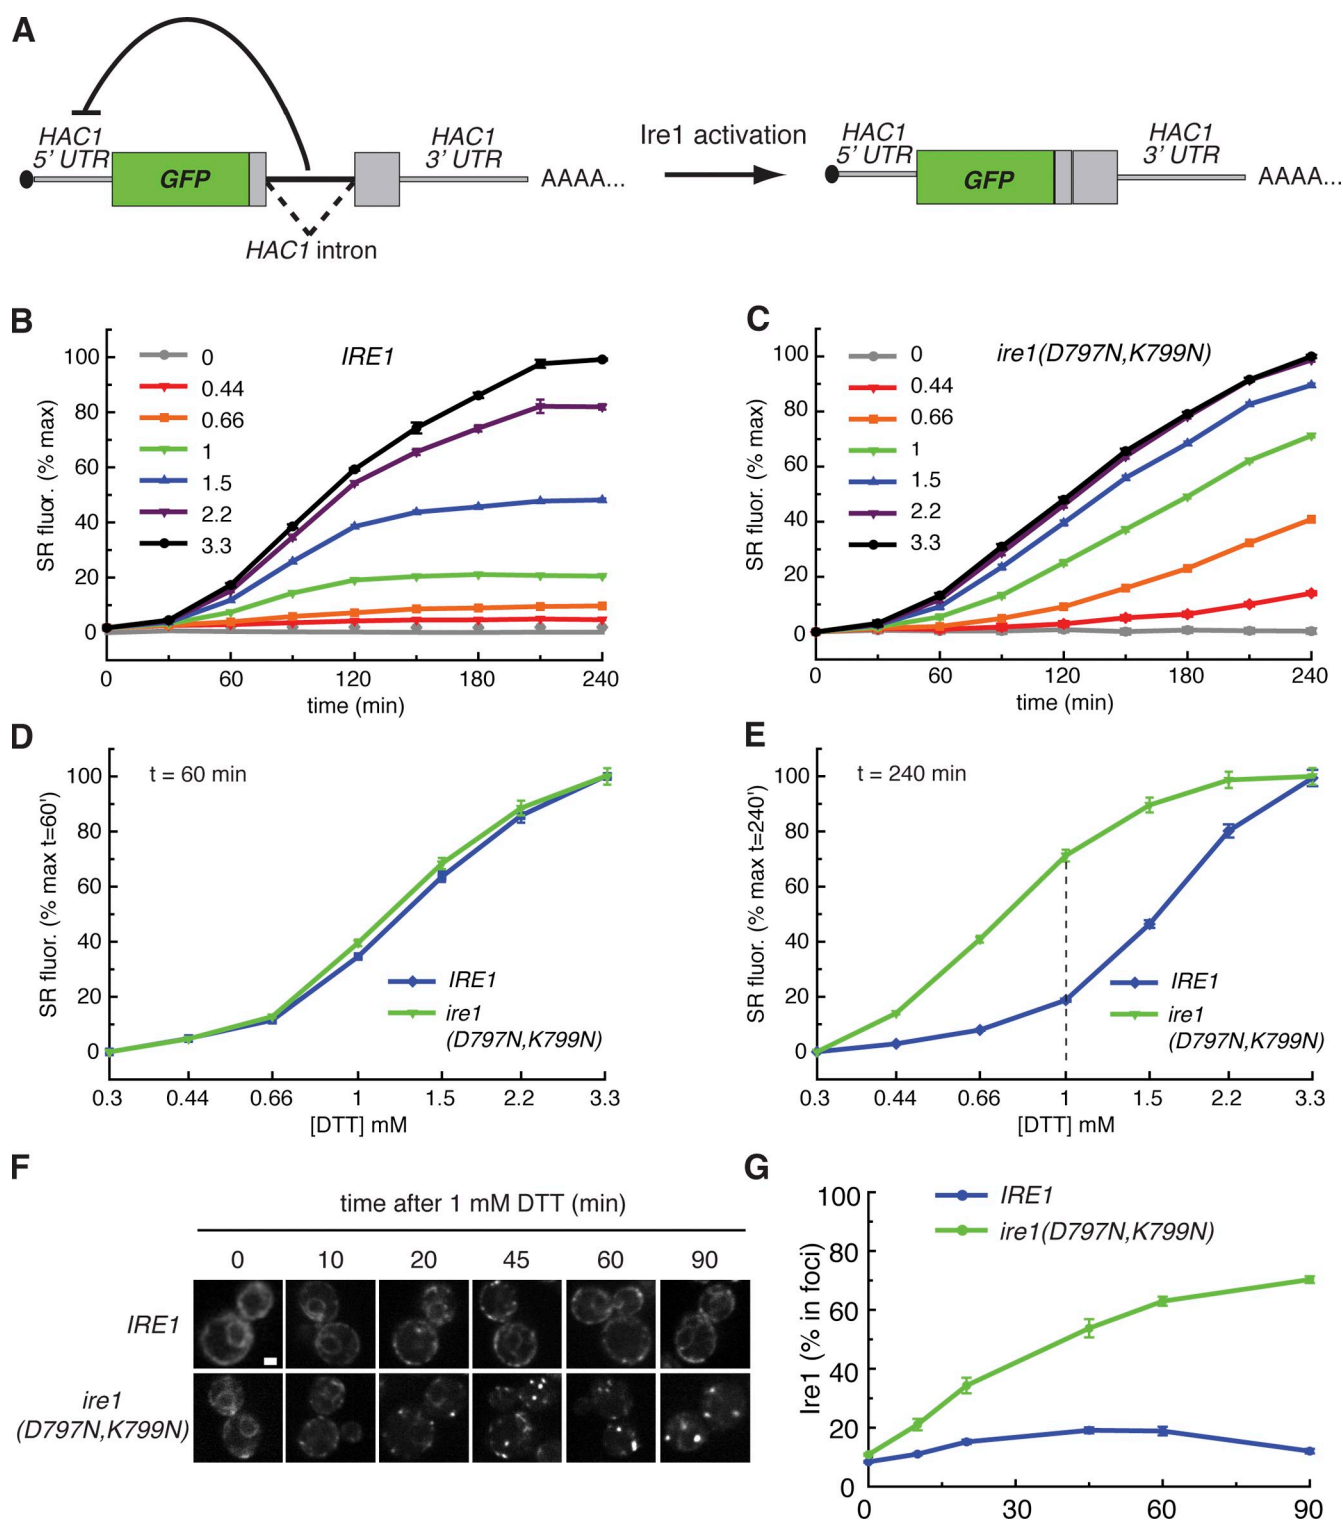 A
HAC1
5’ UTR
GFP
HAC1
3’ UTR
AAAA...
HAC1 intron
Ire1 activation
HAC1
5’ UTR
GFP
HAC1
3’ UTR
AAAA...
B
IRE1
0
0.44
0.66
1
1.5
2.2
3.3
SR fluor. (% max)
100
80
60
40
20
0
0 60 120 180 240
time (min)
C
ire1(D797N,K799N)
0
0.44
0.66
1
1.5
2.2
3.3
SR fluor. (% max)
100
80
60
40
20
0
0 60 120 180 240
time (min)
D
t = 60 min
SR fluor. (% max t=60')
100
80
60
40
20
0
IRE1
ire1
(D797N,K799N)
0.3 0.44 0.66 1 1.5 2.2 3.3
[DTT] mM
E
t = 240 min
SR fluor. (% max t=240')
100
80
60
40
20
0
IRE1
ire1
(D797N,K799N)
0.3 0.44 0.66 1 1.5 2.2 3.3
[DTT] mM
F
time after 1 mM DTT (min)
0 10 20 45 60 90
IRE1
ire1
(D797N,K799N)
G
IRE1
ire1(D797N,K799N)
Ire1 (% in foci)
100
80
60
40
20
0
0 30 60 90